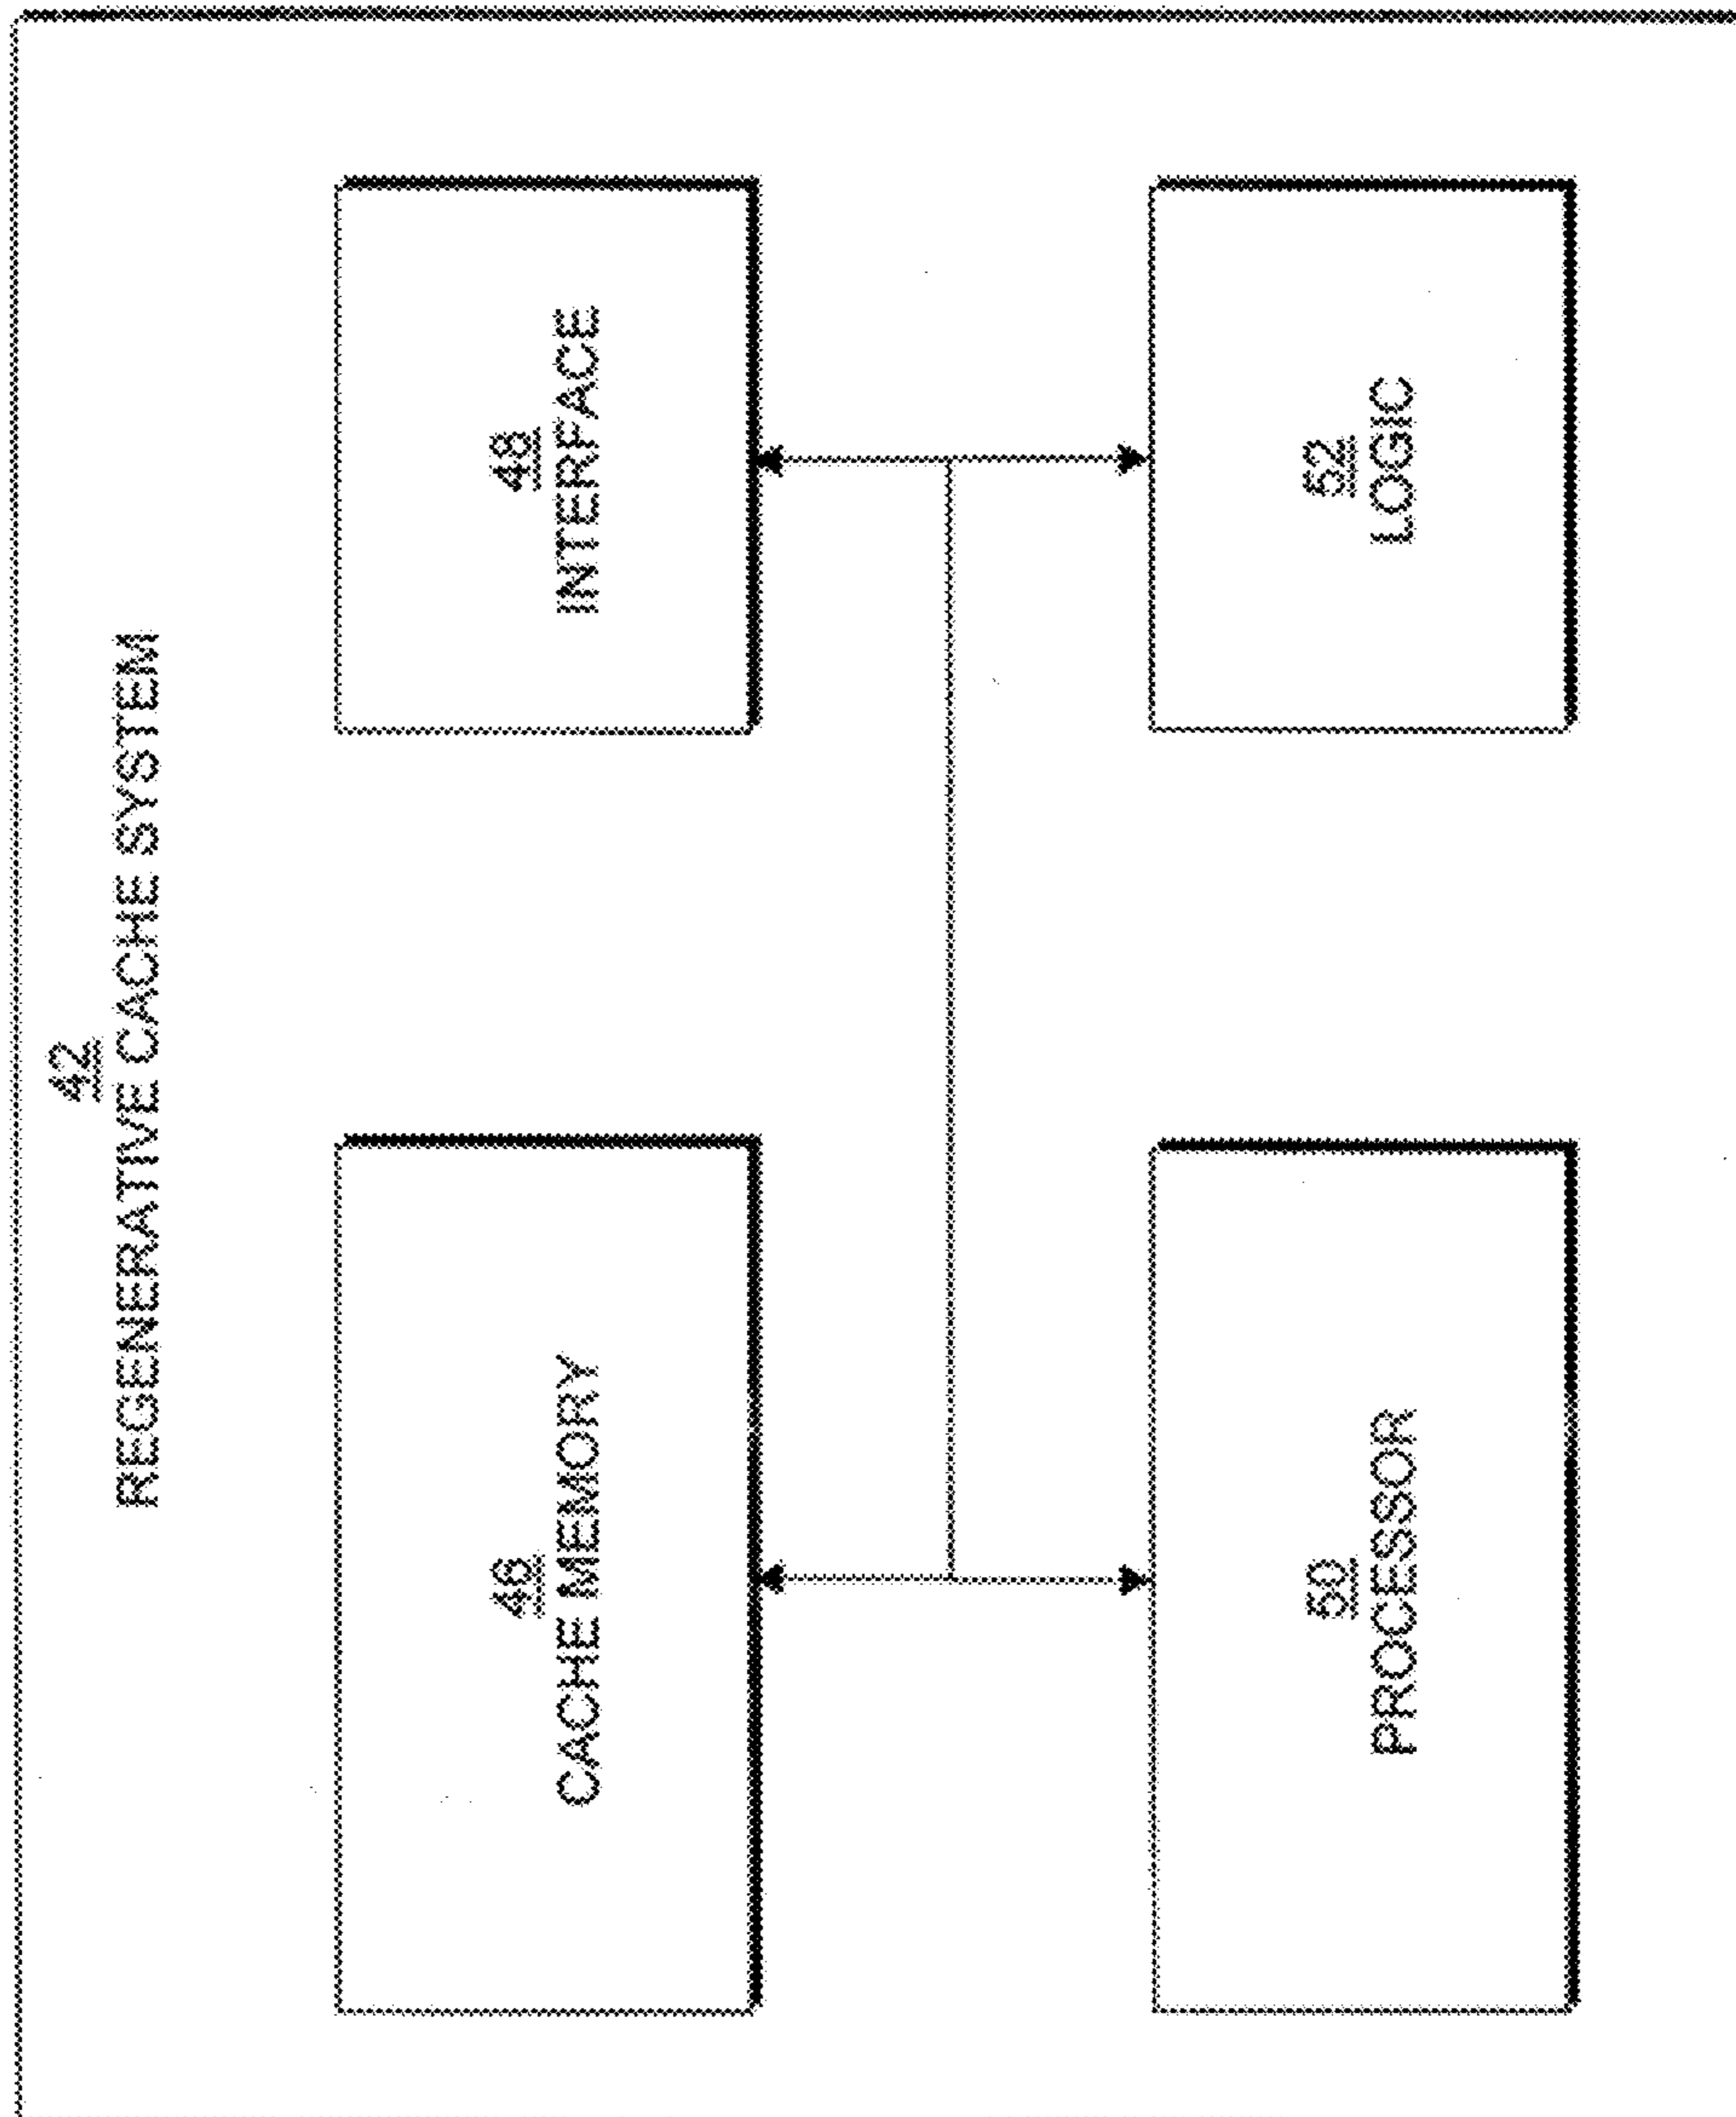 42
REGENERATIVE CACHE SYSTEM
46
CACHE MEMORY
48
INTERFACE
50
PROCESSOR
52
LOGIC